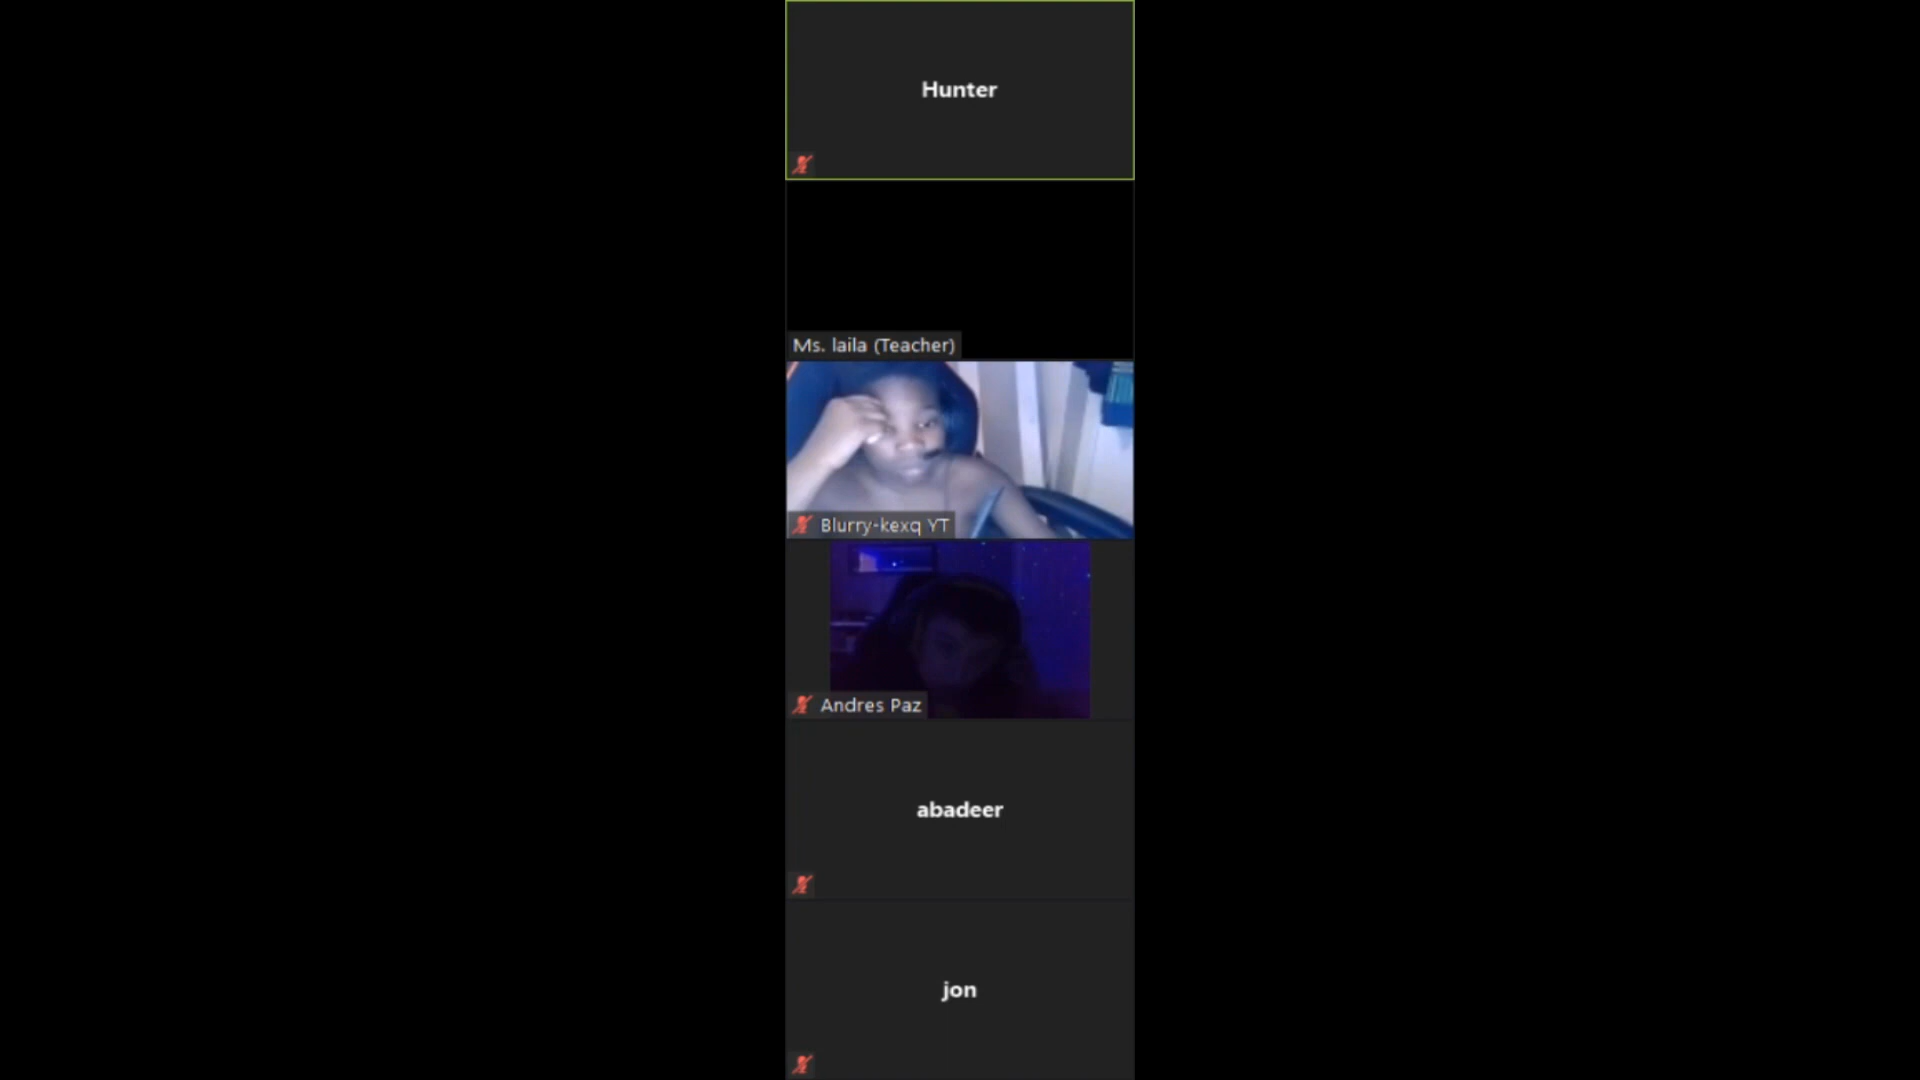 Hunter
Ms. laila (Teacher)
Blurry-kexq YT
Andres Paz
abadeer
jon